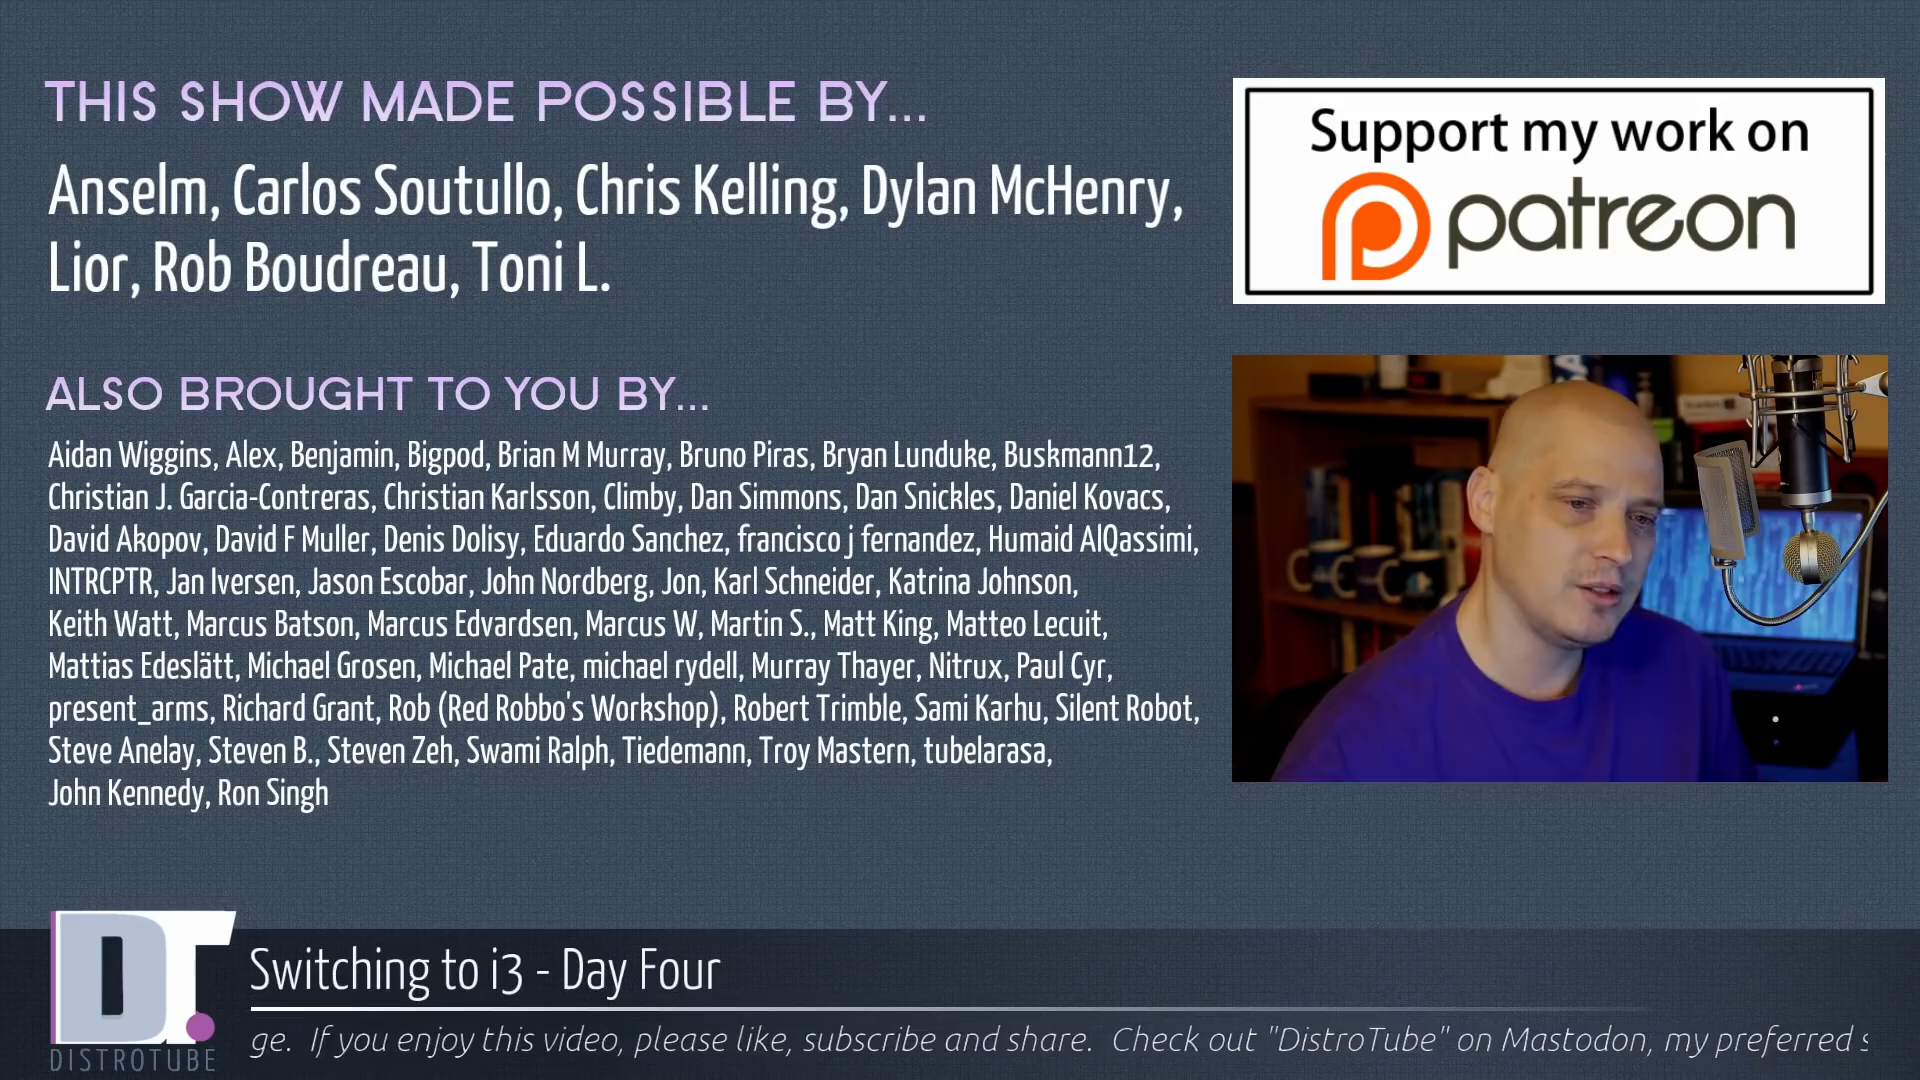 THIS SHOW MADE POSSIBLE BY...
Anselm, Carlos Soutullo, Chris Kelling, Dylan McHenry,
Lior, Rob Boudreau, Toni L.
Support my work on
patreon
ALSO BROUGHT TO YOU BY...
Aidan Wiggins, Alex, Benjamin, Bigpod, Brian M Murray, Bruno Piras, Bryan Lunduke, Buskmann12,
Christian J. Garcia-Contreras, Christian Karlsson, Climby, Dan Simmons, Dan Snickles, Daniel Kovacs,
David Akopov, David F Muller, Denis Dolisy, Eduardo Sanchez, francisco j fernandez, Humaid AlQassimi,
INTRCPTR, Jan Iversen, Jason Escobar, John Nordberg, Jon, Karl Schneider, Katrina Johnson,
Keith Watt, Marcus Batson, Marcus Edvardsen, Marcus W, Martin S., Matt King, Matteo Lecuit,
Mattias Edeslätt, Michael Grosen, Michael Pate, michael rydell, Murray Thayer, Nitrux, Paul Cyr,
present_arms, Richard Grant, Rob (Red Robbo's Workshop), Robert Trimble, Sami Karhu, Silent Robot,
Steve Anelay, Steven B., Steven Zeh, Swami Ralph, Tiedemann, Troy Mastern, tubelarasa,
John Kennedy, Ron Singh
DT.
DISTROTUBE
Switching to i3 - Day Four
ge. If you enjoy this video, please like, subscribe and share. Check out "DistroTube" on Mastodon, my preferred s